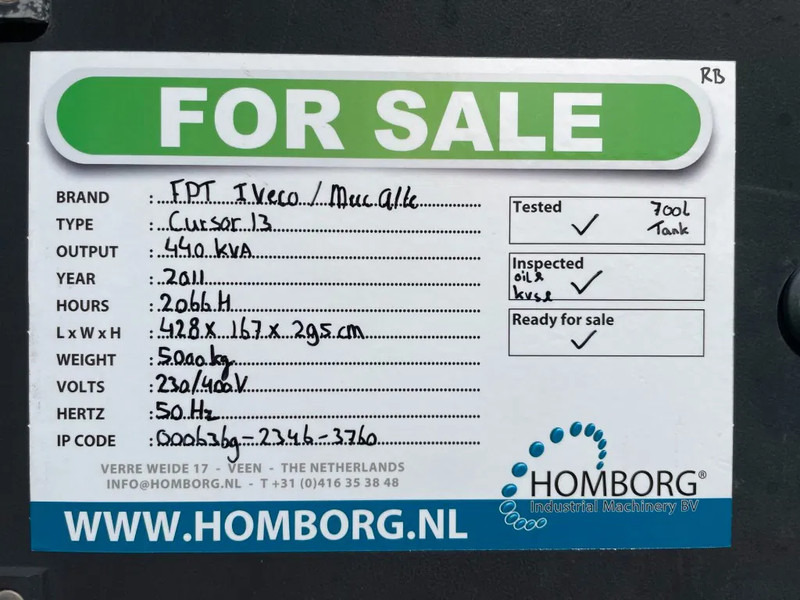 RB
FOR SALE
BRAND : FPT Iveco / Mecc Alte
TYPE : Cursor 13
OUTPUT : 440 kVA
YEAR : 2011
HOURS : 2066 H
L x W x H : 428 x 167 x 295 cm
WEIGHT : 5000 kg
VOLTS : 230/400V
HERTZ : 50 Hz
IP CODE : 000636g-2346-3760
Tested 700l
Tank
Inspected
Ready for sale
VERRE WEIDE 17 - VEEN - THE NETHERLANDS
INFO@HOMBORG.NL - T +31 (0)416 35 38 48
WWW.HOMBORG.NL
HOMBORG®
Industrial Machinery BV